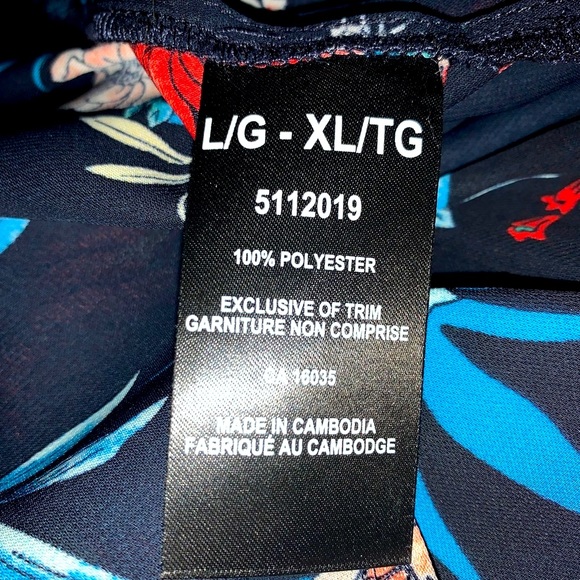 L/G - XL/TG
5112019
100% POLYESTER
EXCLUSIVE OF TRIM
GARNITURE NON COMPRISE
CA 16035
MADE IN CAMBODIA
FABRIQUÉ AU CAMBODGE